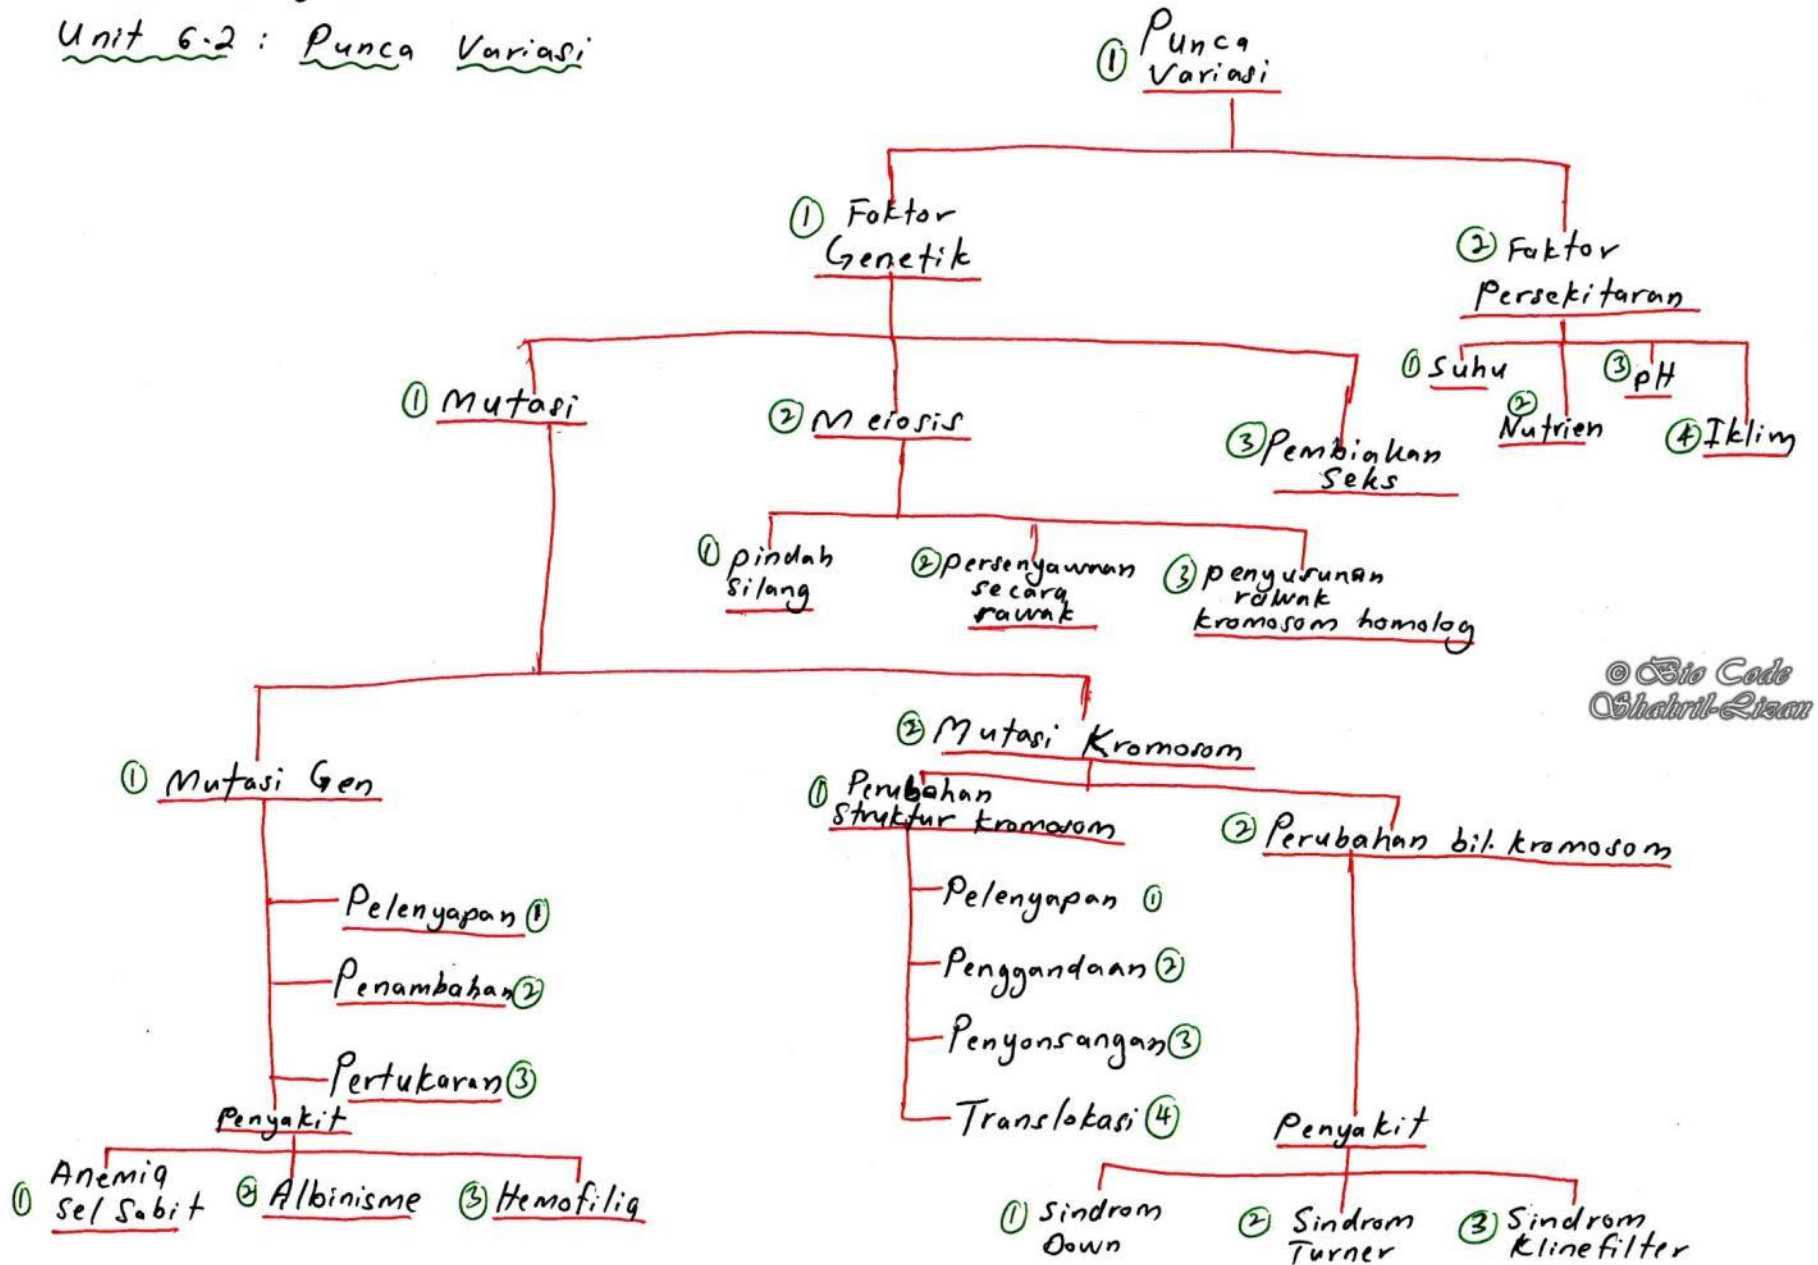 Unit 6.2 : Punca Variasi
① Punca
Variasi
① Faktor
Genetik
② Faktor
Persekitaran
① Suhu
② Nutrien
③ pH
④ Iklim
① Mutasi
② Meiosis
③ Pembiakan
Seks
① pindah
silang
② persenyawaan
secara
rawak
③ penyusunan
rawak
kromosom homolog
© Bio Code
Shahril-Lizan
① Mutasi Gen
② Mutasi Kromosom
① Perubahan
struktur kromosom
② Perubahan bil. kromosom
Pelenyapan ①
Penambahan ②
Pertukaran ③
Pelenyapan ①
Penggandaan ②
Penyonsangan ③
Translokasi ④
Penyakit
① Anemia
Sel Sabit
② Albinisme
③ Hemofilia
Penyakit
① Sindrom
Down
② Sindrom
Turner
③ Sindrom
Klinefilter